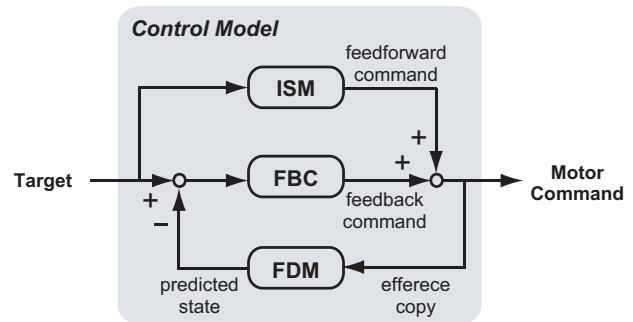 Control Model
feedforward
command
ISM
+
+
Target
FBC
Motor
Command
+
feedback
command
−
FDM
predicted
state
efferece
copy